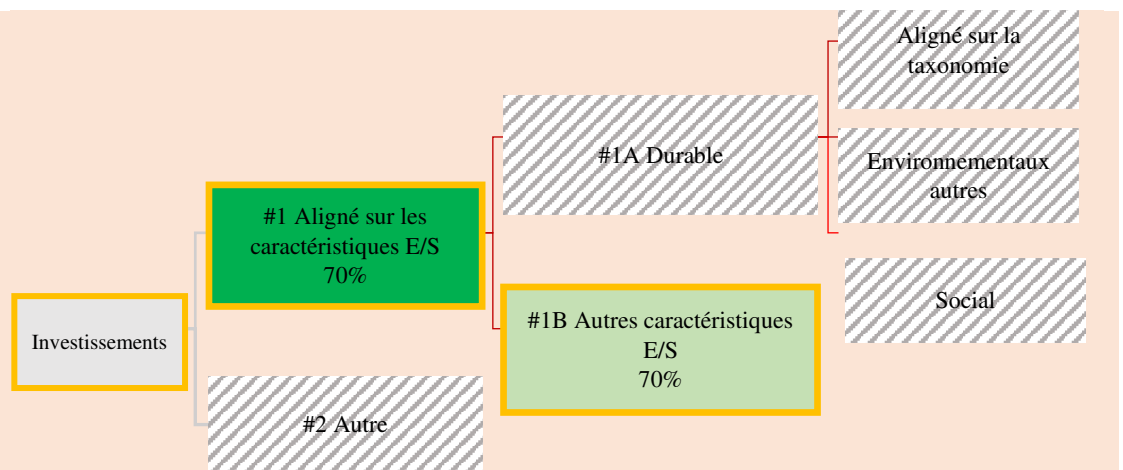 Investissements
#1 Aligné sur les
caractéristiques E/S
70%
#2 Autre
#1A Durable
#1B Autres caractéristiques
E/S
70%
Aligné sur la
taxonomie
Environnementaux
autres
Social